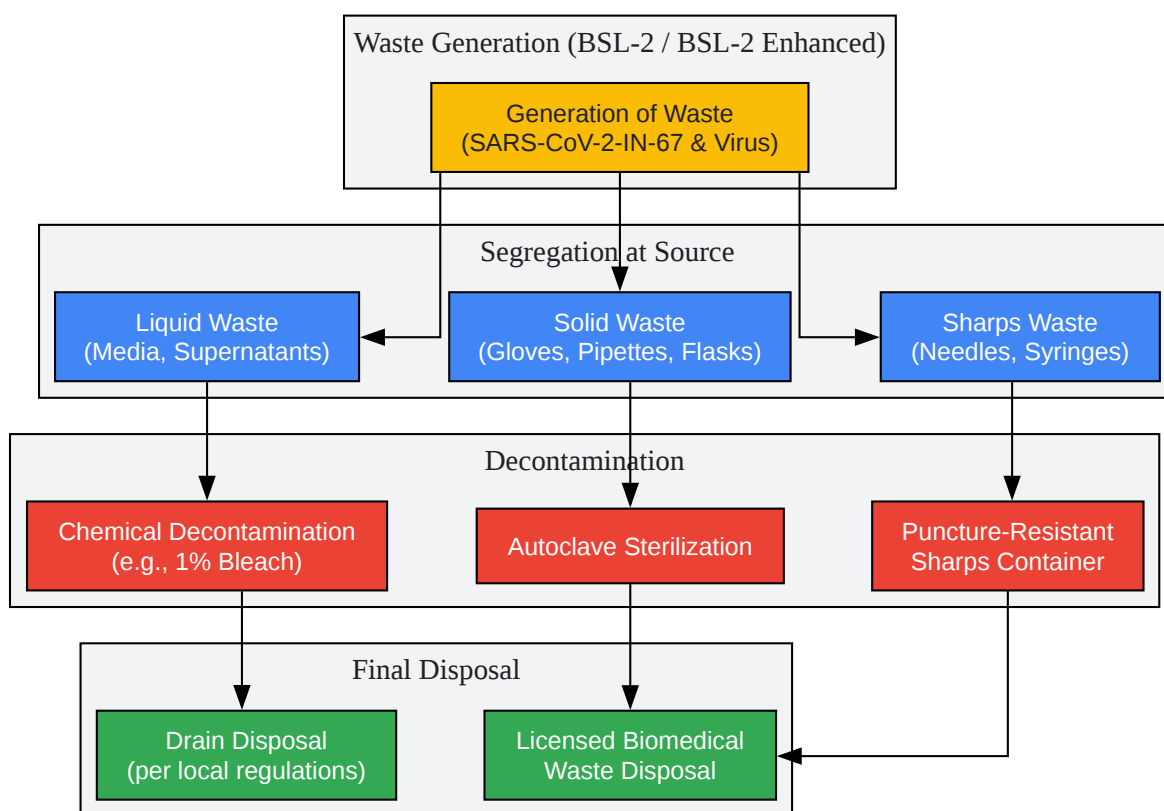 Waste Generation (BSL-2 / BSL-2 Enhanced)
Generation of Waste
(SARS-CoV-2-IN-67 & Virus)
Segregation at Source
Liquid Waste
(Media, Supernatants)
Solid Waste
(Gloves, Pipettes, Flasks)
Sharps Waste
(Needles, Syringes)
Decontamination
Chemical Decontamination
(e.g., 1% Bleach)
Autoclave Sterilization
Puncture-Resistant
Sharps Container
Final Disposal
Drain Disposal
(per local regulations)
Licensed Biomedical
Waste Disposal